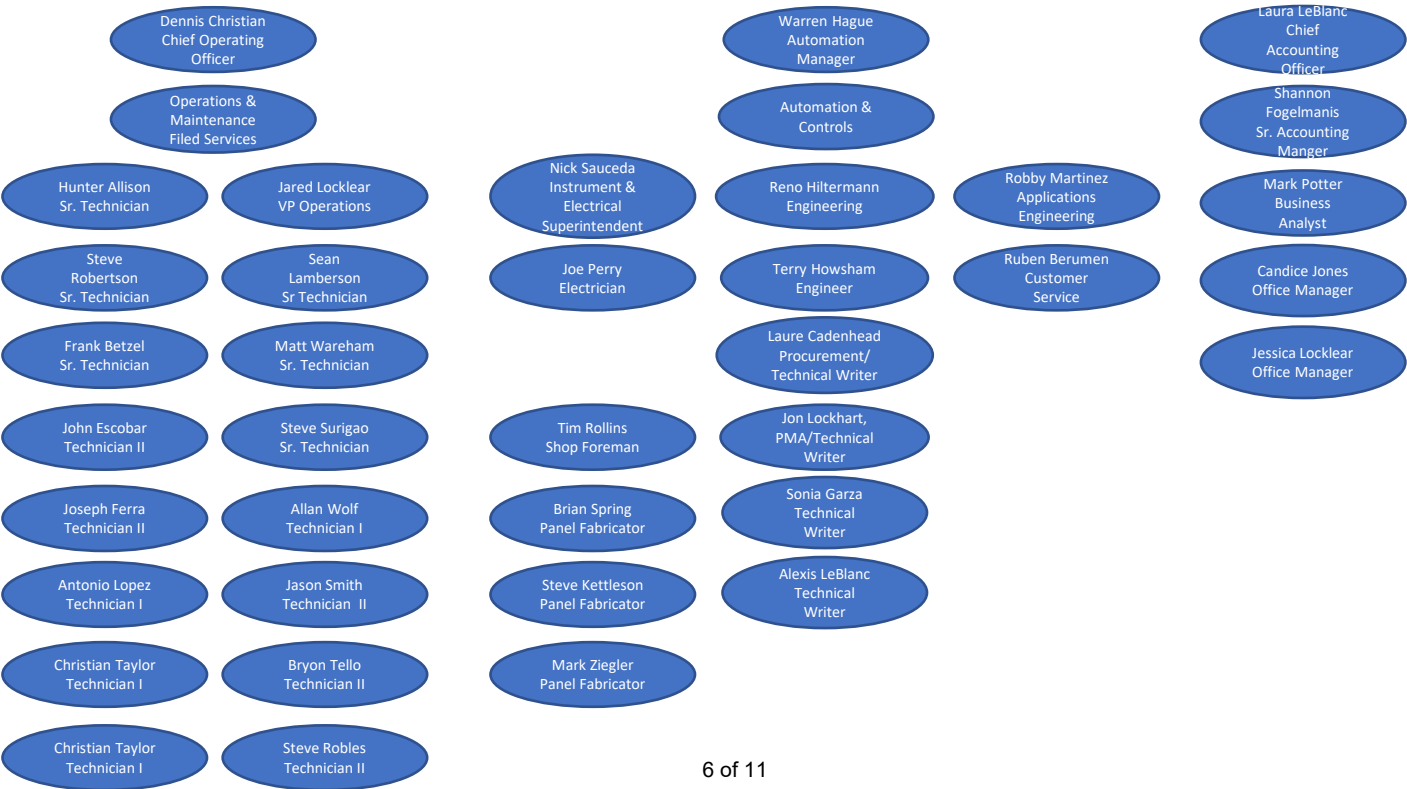 Dennis Christian
Chief Operating
Officer
Warren Hague
Automation
Manager
Laura LeBlanc
Chief
Accounting
Officer
Operations &
Maintenance
Filed Services
Automation &
Controls
Shannon
Fogelmanis
Sr. Accounting
Manger
Hunter Allison
Sr. Technician
Jared Locklear
VP Operations
Nick Sauceda
Instrument &
Electrical
Superintendent
Reno Hiltermann
Engineering
Robby Martinez
Applications
Engineering
Mark Potter
Business
Analyst
Steve
Robertson
Sr. Technician
Sean
Lamberson
Sr Technician
Joe Perry
Electrician
Terry Howsham
Engineer
Ruben Berumen
Customer
Service
Candice Jones
Office Manager
Frank Betzel
Sr. Technician
Matt Wareham
Sr. Technician
Laure Cadenhead
Procurement/
Technical Writer
Jessica Locklear
Office Manager
John Escobar
Technician II
Steve Surigao
Sr. Technician
Tim Rollins
Shop Foreman
Jon Lockhart,
PMA/Technical
Writer
Joseph Ferra
Technician II
Allan Wolf
Technician I
Brian Spring
Panel Fabricator
Sonia Garza
Technical
Writer
Antonio Lopez
Technician I
Jason Smith
Technician II
Steve Kettleson
Panel Fabricator
Alexis LeBlanc
Technical
Writer
Christian Taylor
Technician I
Bryon Tello
Technician II
Mark Ziegler
Panel Fabricator
Christian Taylor
Technician I
Steve Robles
Technician II
6 of 11